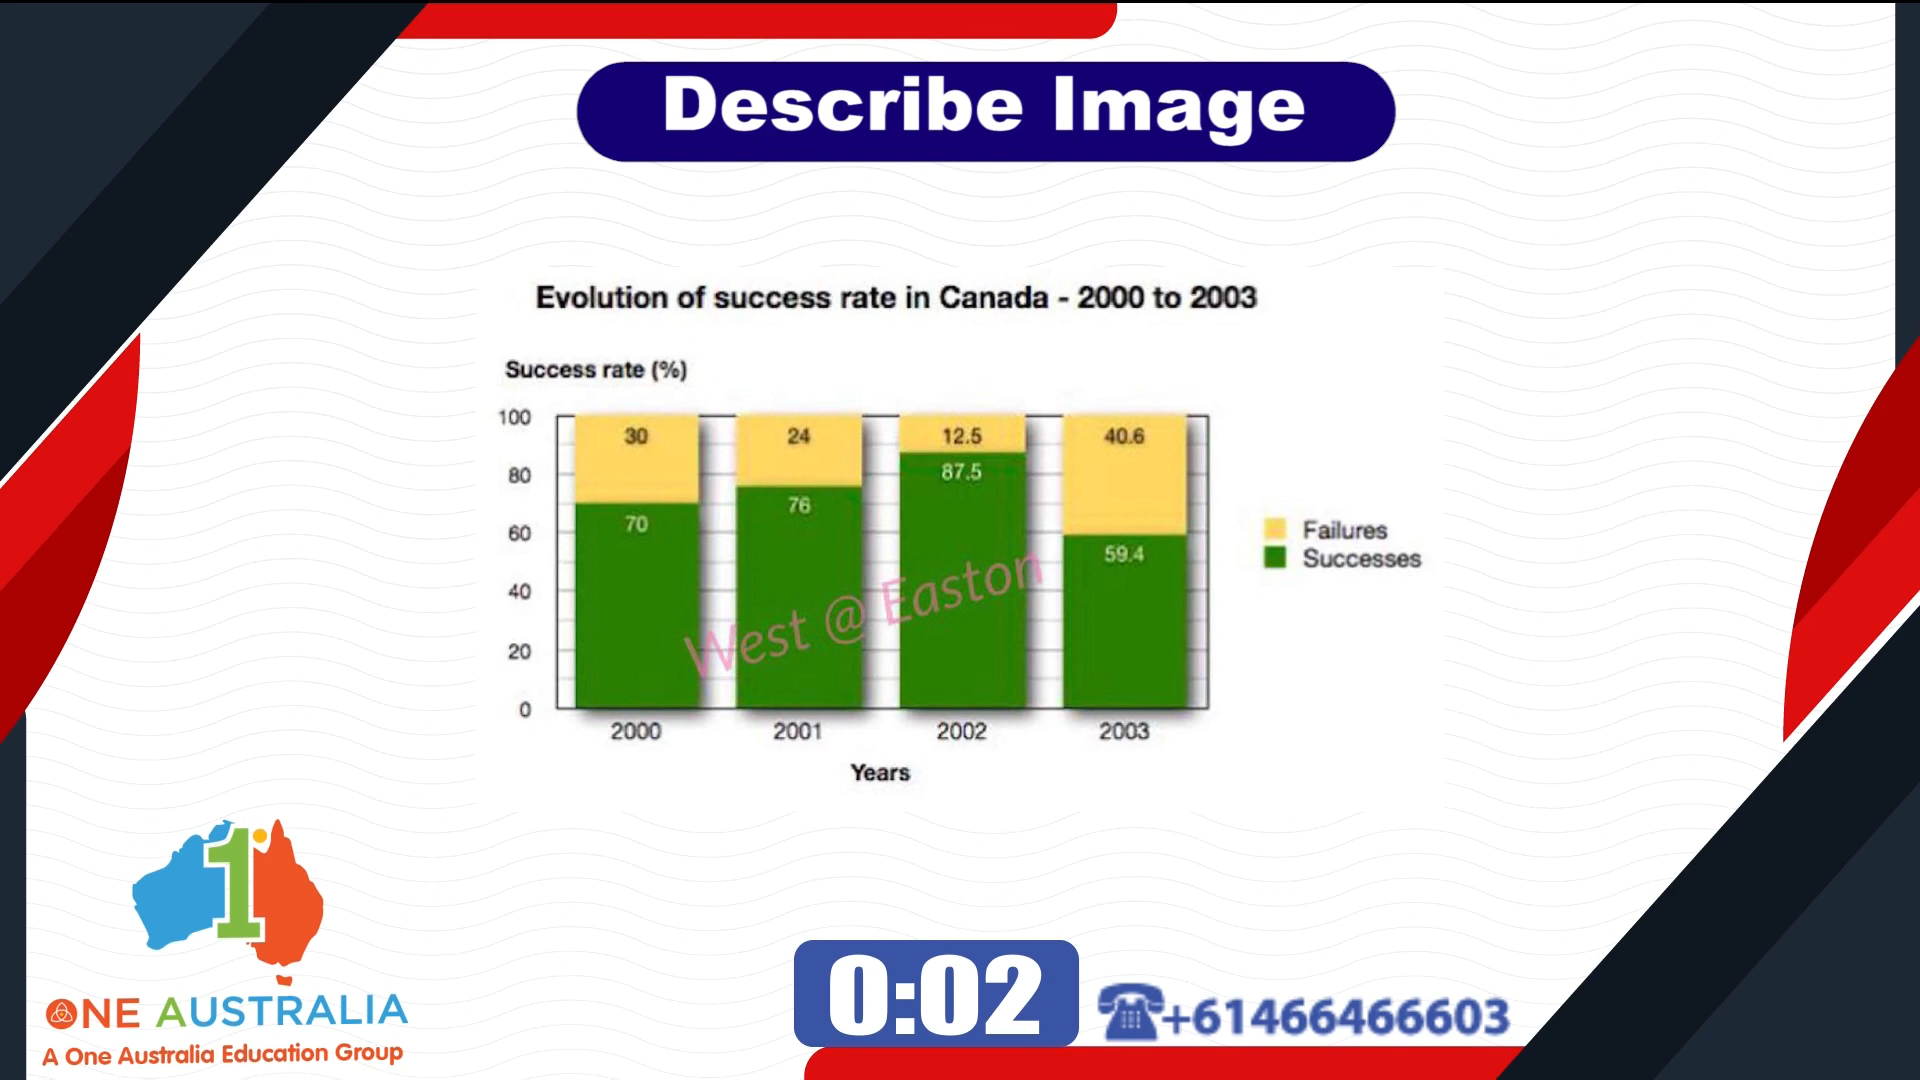 Describe Image
Evolution of success rate in Canada - 2000 to 2003
Success rate (%)
100
80
60
40
20
0
30
24
12.5
40.6
70
76
87.5
59.4
Failures
Successes
West @ Easton
2000
2001
2002
2003
Years
1
ONE AUSTRALIA
A One Australia Education Group
0:02
+61466466603